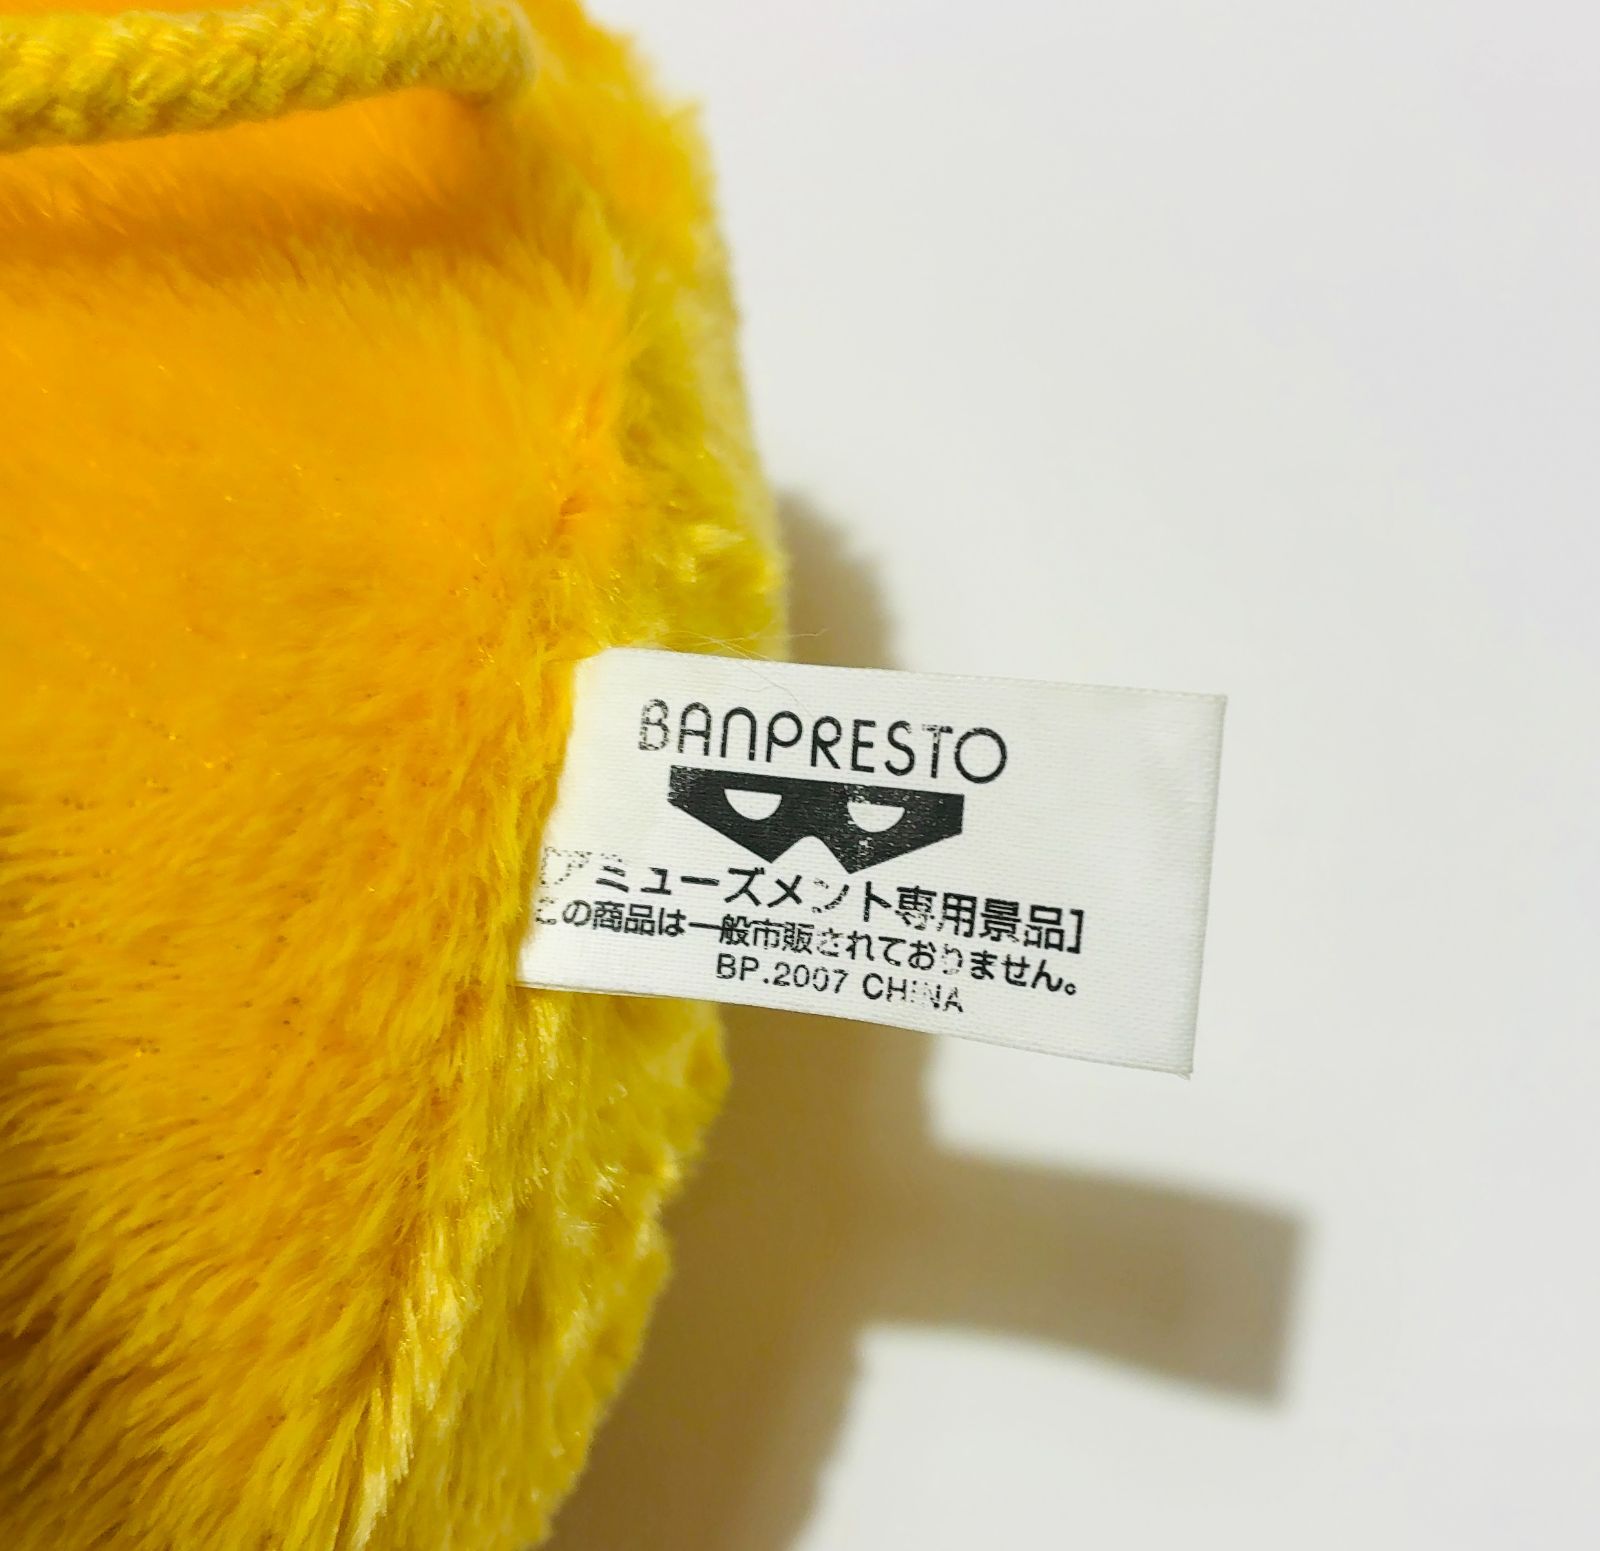 BANPRESTO
[アミューズメント専用景品]
この商品は一般市販されておりません。
BP.2007 CHINA